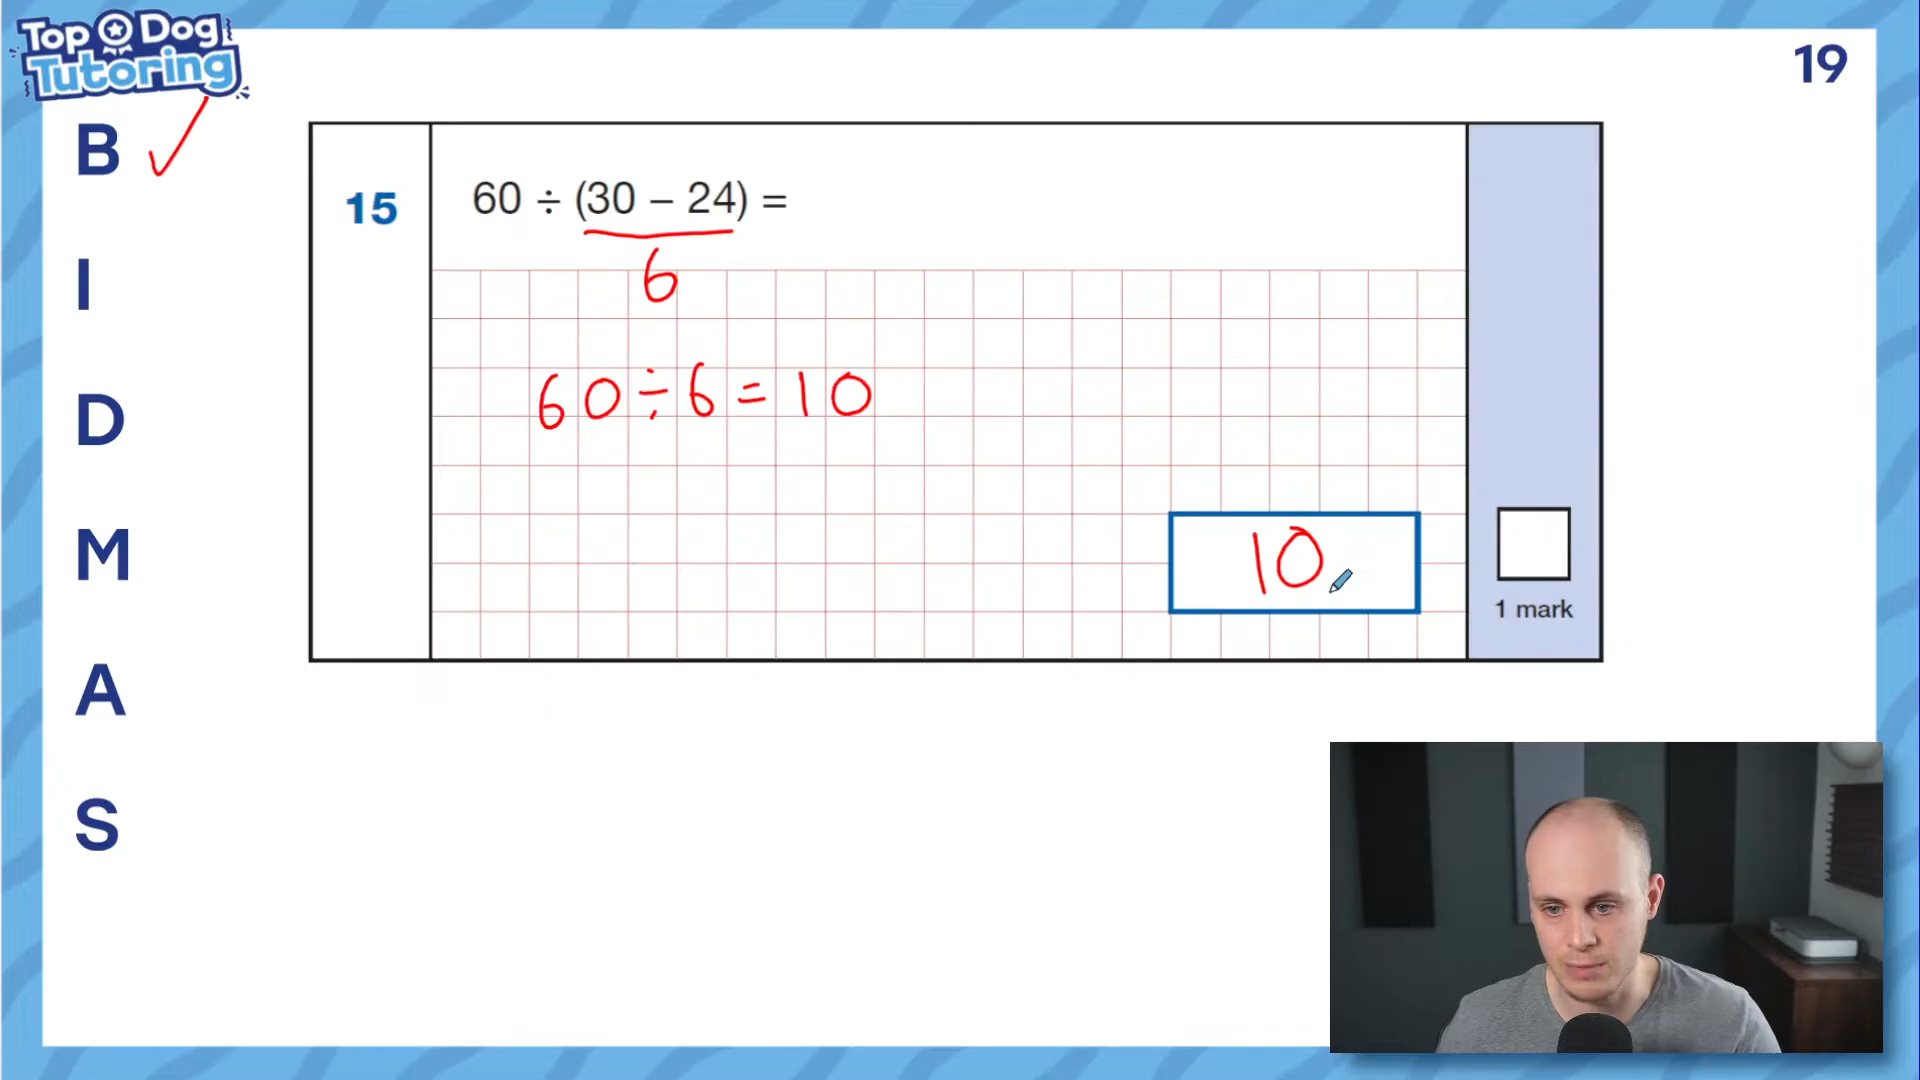 Top Dog
Tutoring
19
B
I
D
M
A
S
15
60 ÷ (30 – 24) =
6
60 ÷ 6 = 10
10
1 mark